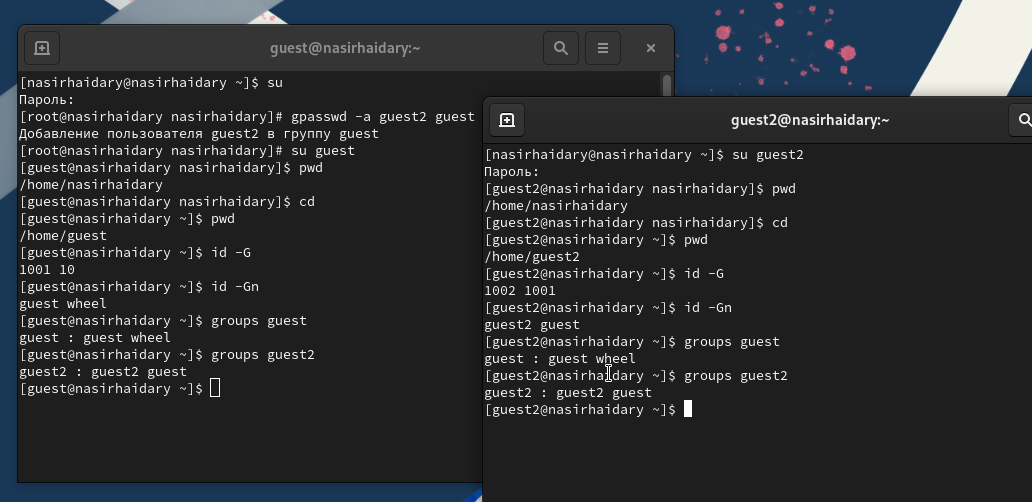 guest@nasirhaidary:~
[nasirhaidary@nasirhaidary ~]$ su
Пароль:
[root@nasirhaidary nasirhaidary]# gpasswd -a guest2 guest
Добавление пользователя guest2 в группу guest
[root@nasirhaidary nasirhaidary]# su guest
[guest@nasirhaidary nasirhaidary]$ pwd
/home/nasirhaidary
[guest@nasirhaidary nasirhaidary]$ cd
[guest@nasirhaidary ~]$ pwd
/home/guest
[guest@nasirhaidary ~]$ id -G
1001 10
[guest@nasirhaidary ~]$ id -Gn
guest wheel
[guest@nasirhaidary ~]$ groups guest
guest : guest wheel
[guest@nasirhaidary ~]$ groups guest2
guest2 : guest2 guest
[guest@nasirhaidary ~]$
guest2@nasirhaidary:~
[nasirhaidary@nasirhaidary ~]$ su guest2
Пароль:
[guest2@nasirhaidary nasirhaidary]$ pwd
/home/nasirhaidary
[guest2@nasirhaidary nasirhaidary]$ cd
[guest2@nasirhaidary ~]$ pwd
/home/guest2
[guest2@nasirhaidary ~]$ id -G
1002 1001
[guest2@nasirhaidary ~]$ id -Gn
guest2 guest
[guest2@nasirhaidary ~]$ groups guest
guest : guest wheel
[guest2@nasirhaidary ~]$ groups guest2
guest2 : guest2 guest
[guest2@nasirhaidary ~]$